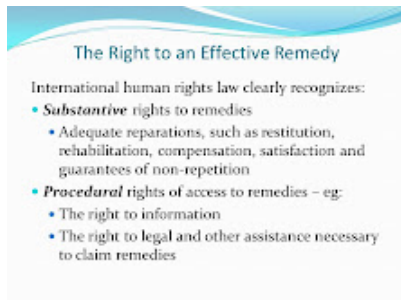 The Right to an Effective Remedy
International human rights law clearly recognizes:
• Substantive rights to remedies
• Adequate reparations, such as restitution,
rehabilitation, compensation, satisfaction and
guarantees of non-repetition
• Procedural rights of access to remedies – eg:
• The right to information
• The right to legal and other assistance necessary
to claim remedies